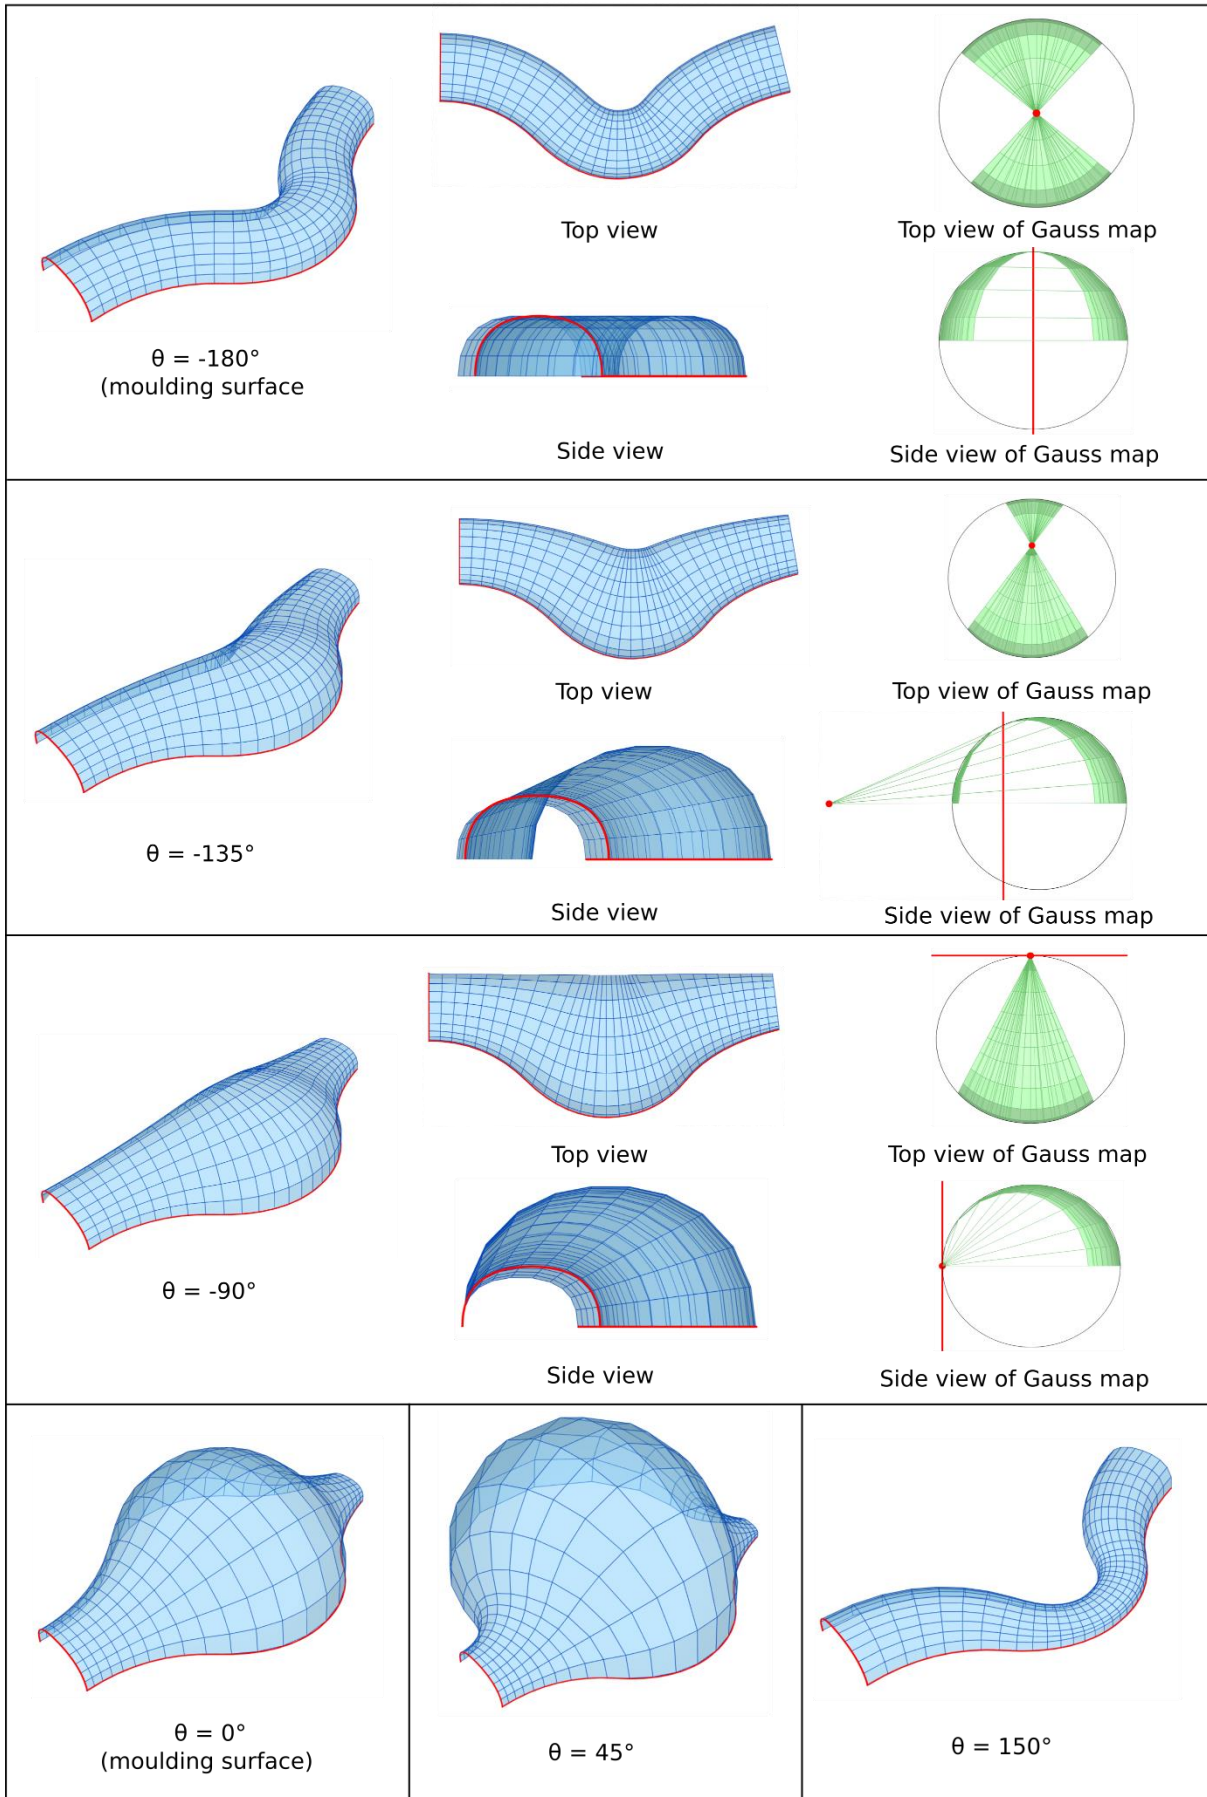 Top view
Top view of Gauss map
θ = -180°
(moulding surface
Side view
Side view of Gauss map
Top view
Top view of Gauss map
θ = -135°
Side view
Side view of Gauss map
Top view
Top view of Gauss map
θ = -90°
Side view
Side view of Gauss map
θ = 0°
(moulding surface)
θ = 45°
θ = 150°